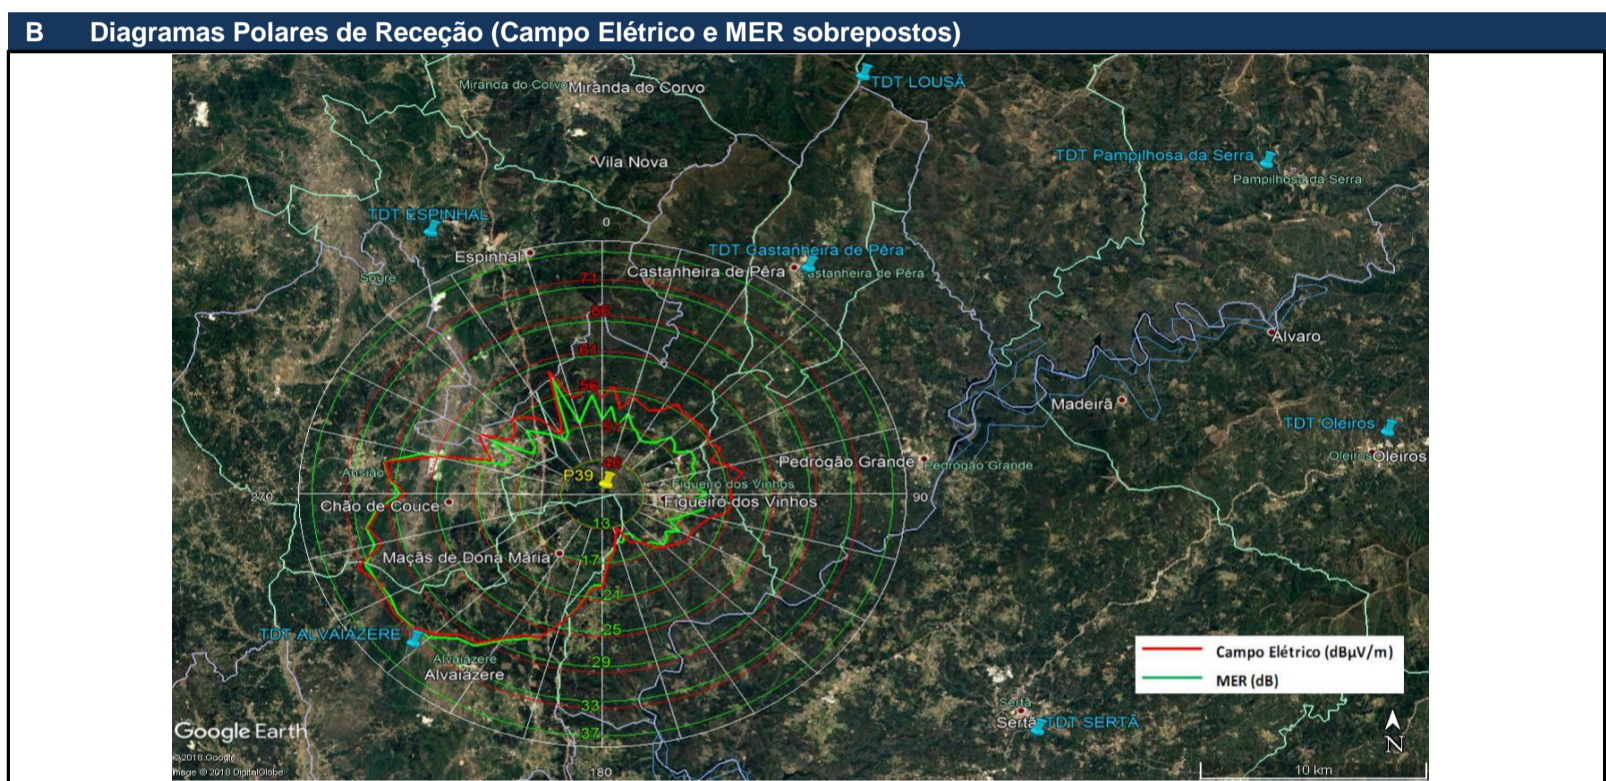 B Diagramas Polares de Receção (Campo Elétrico e MER sobrepostos)
Miranda do Corvo Miranda do Corvo
TDT LOUSÃ
Vila Nova
TDT Pampilhosa da Serra
Pampilhosa da Serra
TDT ESPINHAL
0
Espinhal
TDT Castanheira de Pêra
Castanheira de Pêra Castanheira de Pêra
Soure
71
66
61
Alvaro
56
Madeirã
51
TDT Oleiros
Oleiros Oleiros
46
Pedrógão Grande Pedrógão Grande
Ansião
P39
Figueiró dos Vinhos
270
90
Chão de Couce
Figueiró dos Vinhos
13
Maçãs de Dona Maria
17
21
25
TDT ALVAIÁZERE
Alvaiázere
Alvaiázere
29
33
37
Campo Elétrico (dBµV/m)
MER (dB)
Sertã
Sertã TDT SERTÃ
Google Earth
N
© 2018 Google
Image © 2018 DigitalGlobe
180
10 km